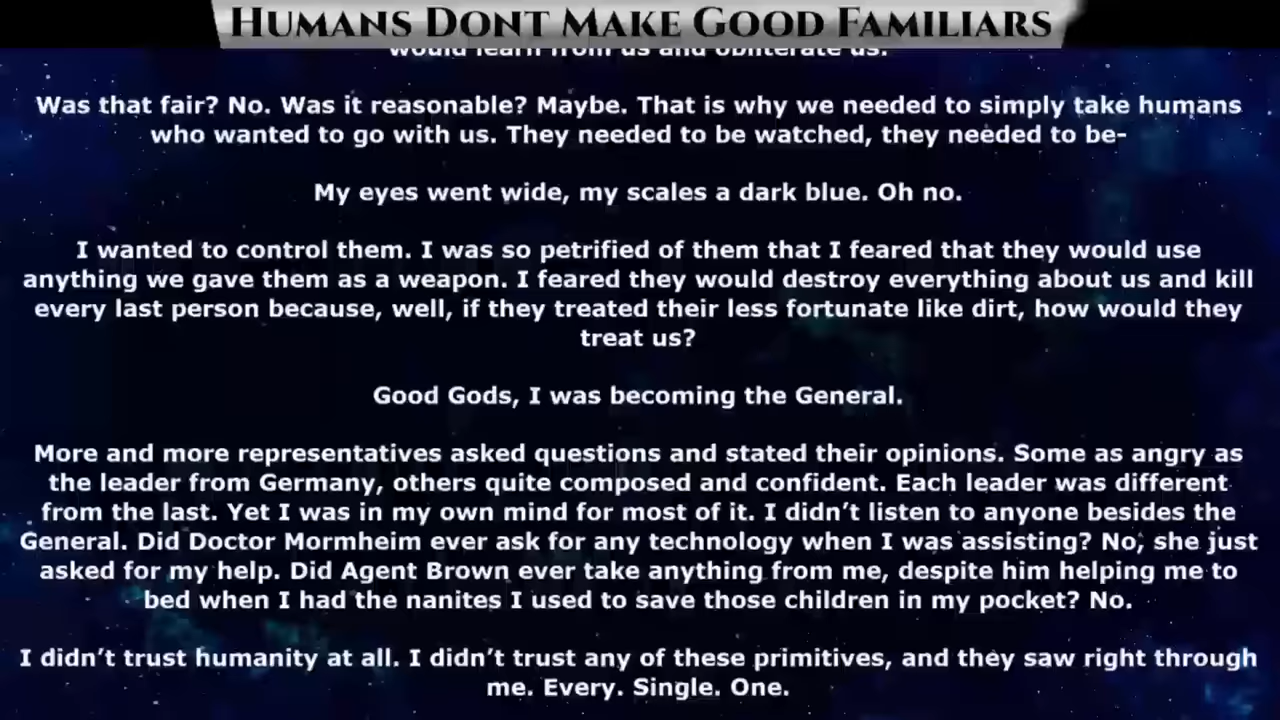 HUMANS DONT MAKE GOOD FAMILIARS
would learn from us and obliterate us.
Was that fair? No. Was it reasonable? Maybe. That is why we needed to simply take humans
who wanted to go with us. They needed to be watched, they needed to be-
My eyes went wide, my scales a dark blue. Oh no.
I wanted to control them. I was so petrified of them that I feared that they would use
anything we gave them as a weapon. I feared they would destroy everything about us and kill
every last person because, well, if they treated their less fortunate like dirt, how would they
treat us?
Good Gods, I was becoming the General.
More and more representatives asked questions and stated their opinions. Some as angry as
the leader from Germany, others quite composed and confident. Each leader was different
from the last. Yet I was in my own mind for most of it. I didn’t listen to anyone besides the
General. Did Doctor Mormheim ever ask for any technology when I was assisting? No, she just
asked for my help. Did Agent Brown ever take anything from me, despite him helping me to
bed when I had the nanites I used to save those children in my pocket? No.
I didn’t trust humanity at all. I didn’t trust any of these primitives, and they saw right through
me. Every. Single. One.